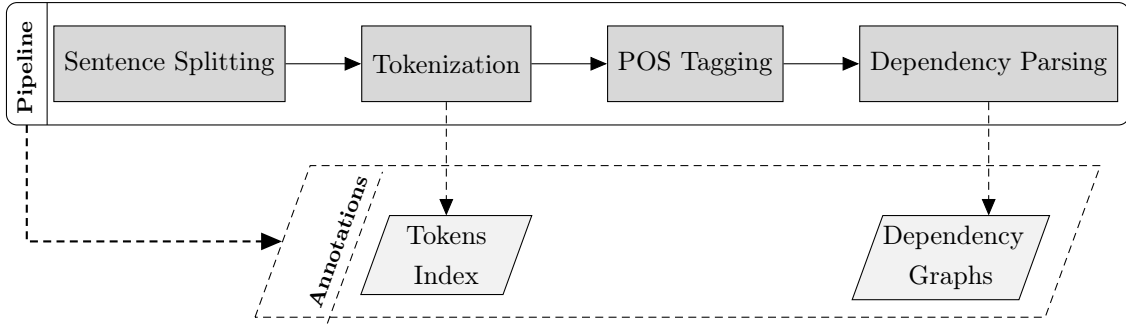 Pipeline
Sentence Splitting
Tokenization
POS Tagging
Dependency Parsing
Annotations
Tokens
Index
Dependency
Graphs